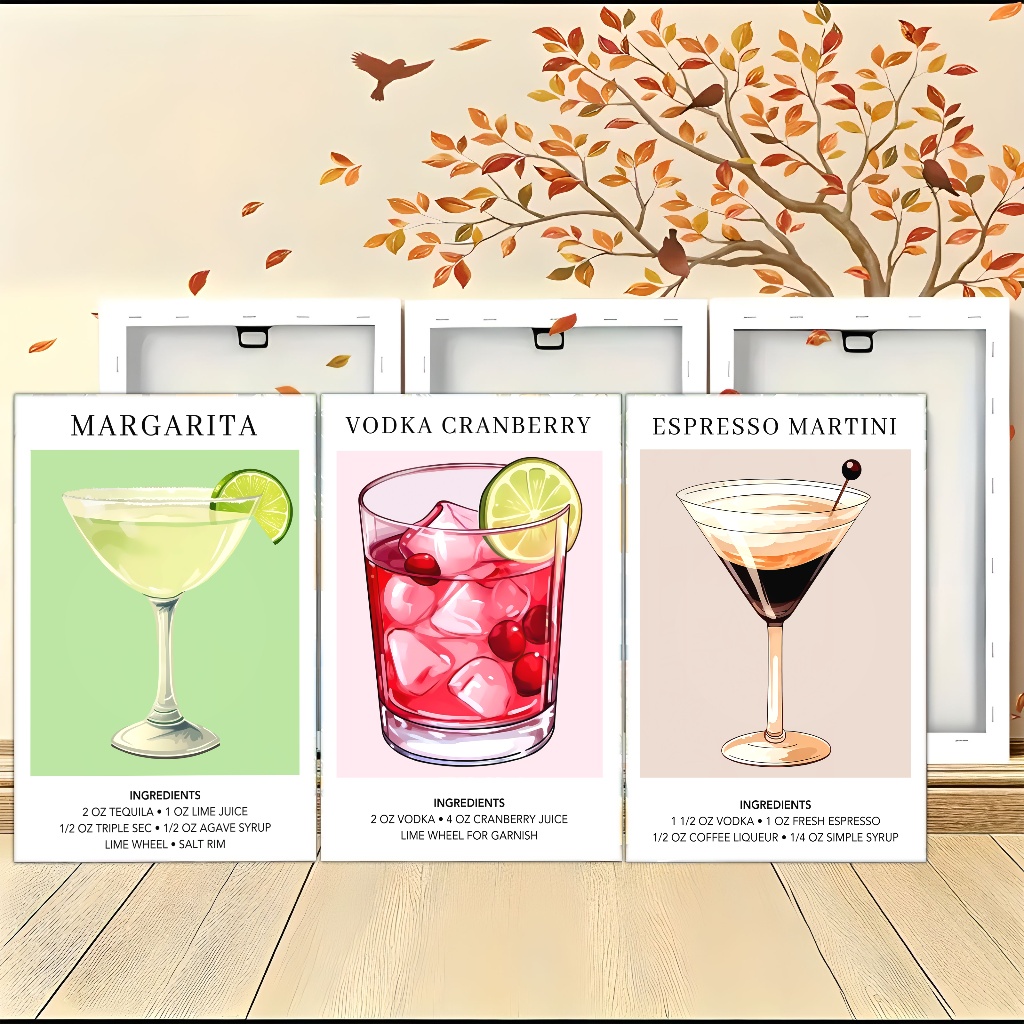 MARGARITA
INGREDIENTS
2 OZ TEQUILA • 1 OZ LIME JUICE
1/2 OZ TRIPLE SEC • 1/2 OZ AGAVE SYRUP
LIME WHEEL • SALT RIM
VODKA CRANBERRY
INGREDIENTS
2 OZ VODKA • 4 OZ CRANBERRY JUICE
LIME WHEEL FOR GARNISH
ESPRESSO MARTINI
INGREDIENTS
1 1/2 OZ VODKA • 1 OZ FRESH ESPRESSO
1/2 OZ COFFEE LIQUEUR • 1/4 OZ SIMPLE SYRUP